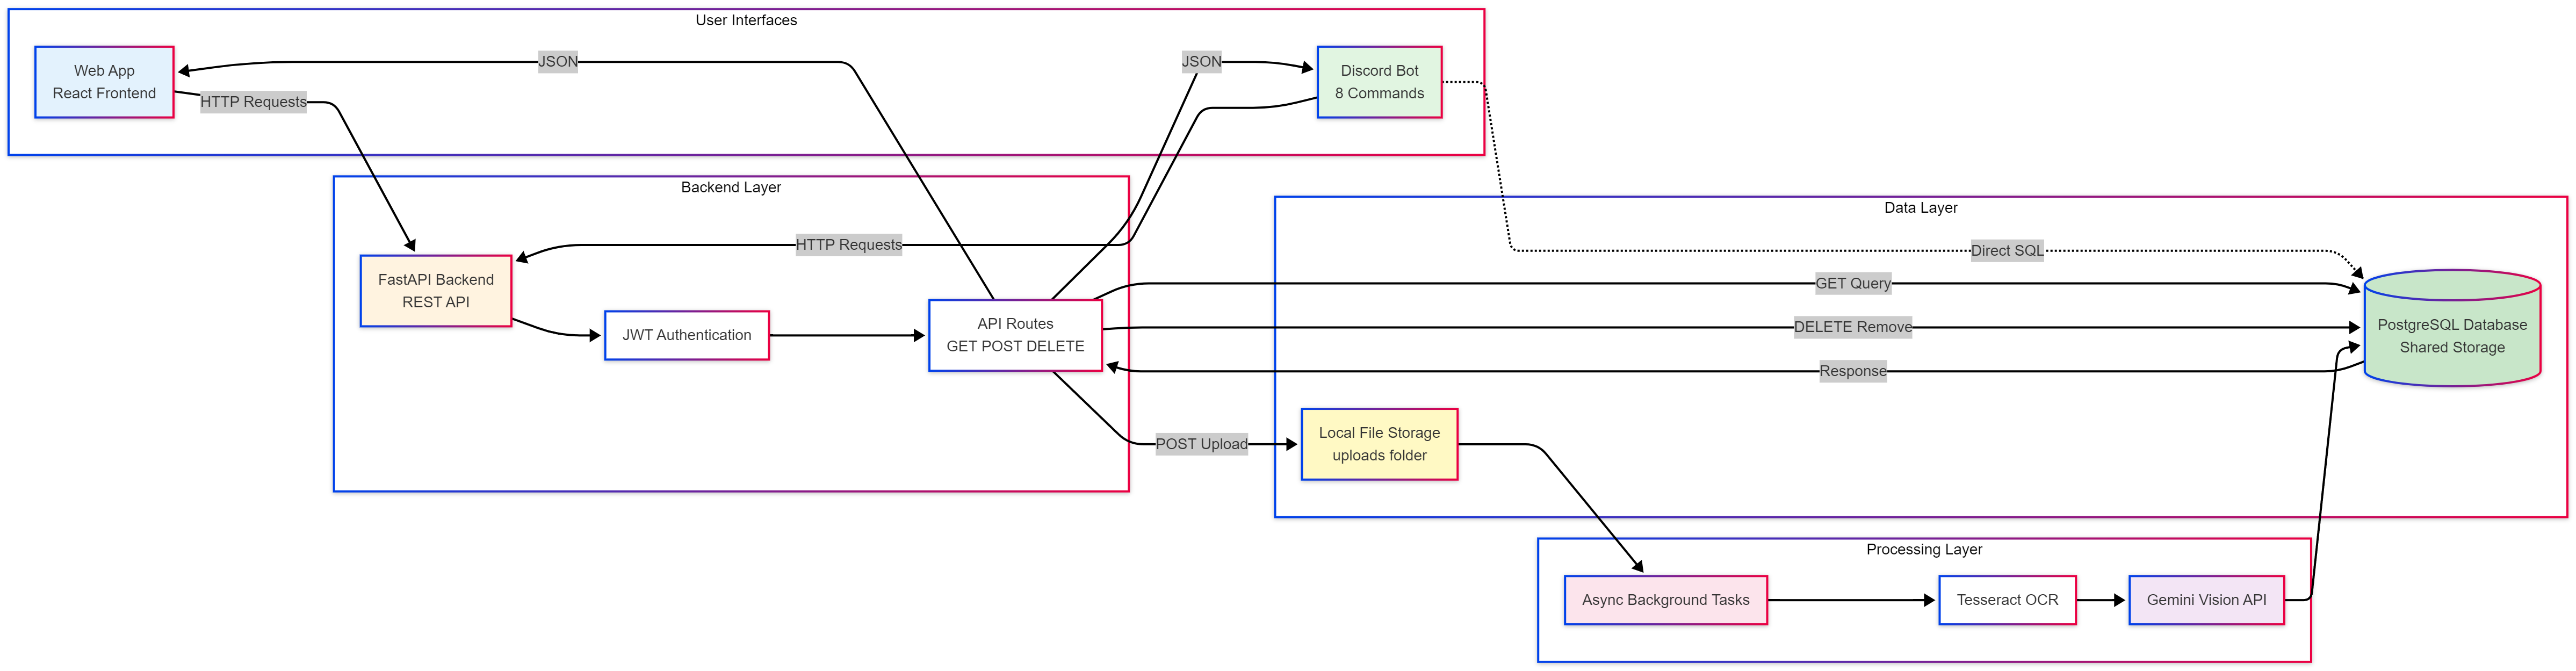 User Interfaces
Web App
React Frontend
JSON
HTTP Requests
JSON
Discord Bot
8 Commands
Backend Layer
HTTP Requests
FastAPI Backend
REST API
JWT Authentication
API Routes
GET POST DELETE
Data Layer
Direct SQL
GET Query
DELETE Remove
Response
PostgreSQL Database
Shared Storage
POST Upload
Local File Storage
uploads folder
Processing Layer
Async Background Tasks
Tesseract OCR
Gemini Vision API